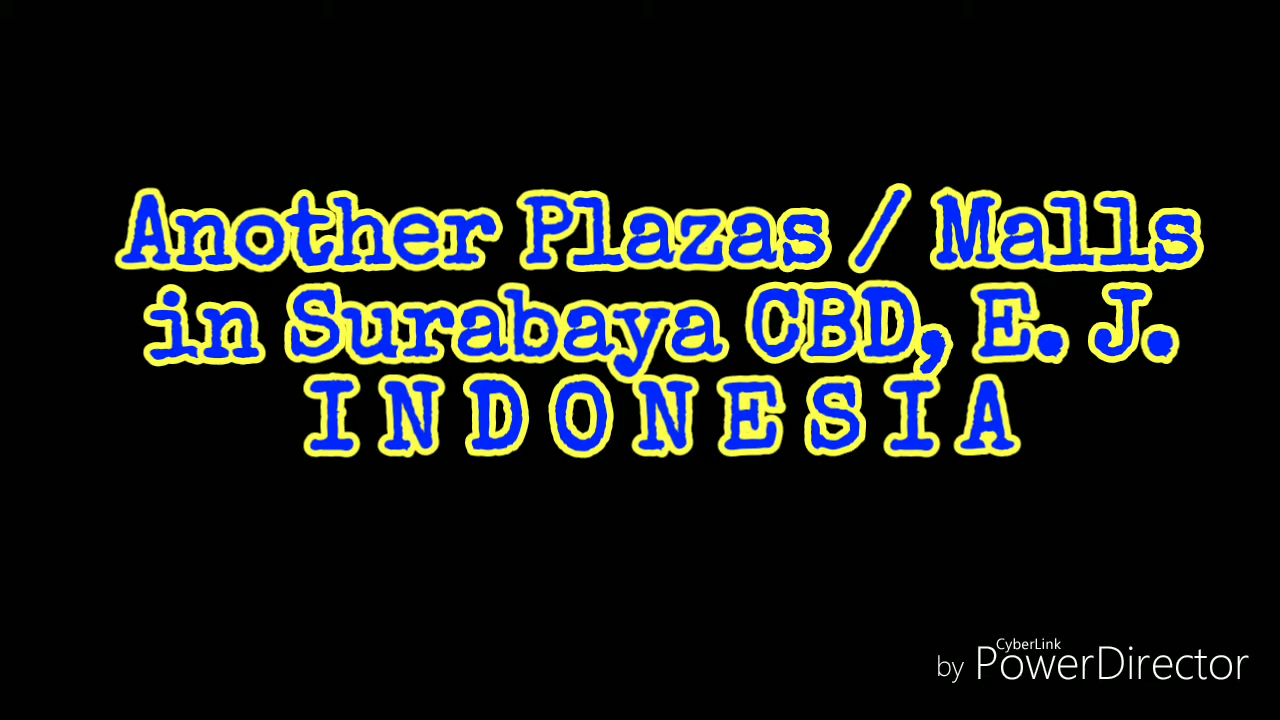 Another Plazas / Malls
in Surabaya CBD, E. J.
I N D O N E S I A
CyberLink
by PowerDirector